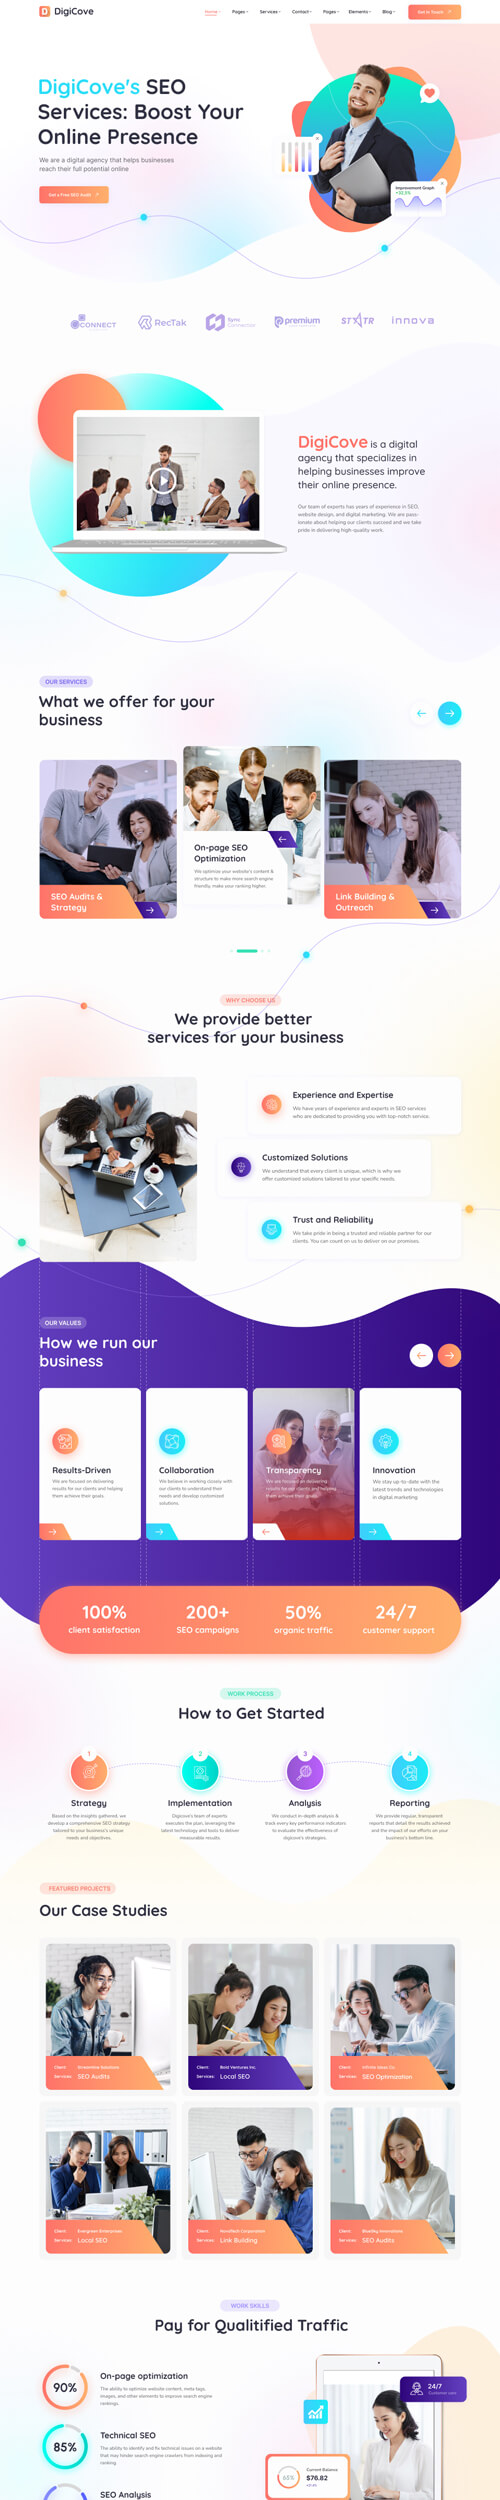 DigiCove
Home
Pages
Services
Contact
Pages
Elements
Blog
Get In Touch
DigiCove's SEO
Services: Boost Your
Online Presence
We are a digital agency that helps businesses
reach their full potential online
Get a Free SEO Audit
Improvement Graph
CONNECT
RecTak
Sync
premium
innova
DigiCove is a digital
agency that specializes in
helping businesses improve
their online presence.
Our team of experts has years of experience in SEO,
website design, and digital marketing. We are pass-
ionate about helping our clients succeed and we take
pride in delivering high-quality work.
OUR SERVICES
What we offer for your
business
SEO Audits &
Strategy
On-page SEO
Optimization
We optimize your website's content &
structure to make more search engine
friendly, make your ranking higher.
Link Building &
Outreach
WHY CHOOSE US
We provide better
services for your business
Experience and Expertise
We have years of experience and experts in SEO services
who are dedicated to providing you with top-notch service.
Customized Solutions
We understand that every client is unique, which is why we
offer customized solutions tailored to your specific needs.
Trust and Reliability
We take pride in being a trusted and reliable partner for our
clients. You can count on us to deliver on our promises.
OUR VALUES
How we run our
business
Results-Driven
We are focused on delivering
results for our clients and helping
them achieve their goals.
Collaboration
We believe in working closely with
our clients to understand their
needs and develop customized
solutions.
Transparency
We are focused on delivering
results for our clients and helping
them achieve their goals.
Innovation
We stay up-to-date with the
latest trends and technologies
in digital marketing
100%
client satisfaction
200+
SEO campaigns
50%
organic traffic
24/7
customer support
WORK PROCESS
How to Get Started
1
Strategy
Based on the insights gathered, we
develop a comprehensive SEO strategy
tailored to your business's unique
needs and objectives.
2
Implementation
Digicove's team of experts
executes the plan, leveraging the
latest technology and tools to deliver
measurable results.
3
Analysis
We conduct in-depth analysis &
track every key performance indicators
to evaluate the effectiveness of
digicove's strategies.
4
Reporting
We provide regular, transparent
reports that detail the results achieved
and the impact of our efforts on your
business's bottom line.
FEATURED PROJECTS
Our Case Studies
Client:
Streamline Solutions
Services:
SEO Audits
Client:
Bold Ventures Inc.
Services:
Local SEO
Client:
Infinite Ideas Co.
Services:
SEO Optimization
Client:
Evergreen Enterprises
Services:
Local SEO
Client:
NovaTech Corporation
Services:
Link Building
Client:
BlueSky Innovations
Services:
SEO Audits
WORK SKILLS
Pay for Qualitified Traffic
90%
On-page optimization
The ability to optimize website content, meta tags,
images, and other elements to improve search engine
rankings.
85%
Technical SEO
The ability to identify and fix technical issues on a website
that may hinder search engine crawlers from indexing and
ranking.
SEO Analysis
24/7
Customer care
65%
Current Balance
$76.82